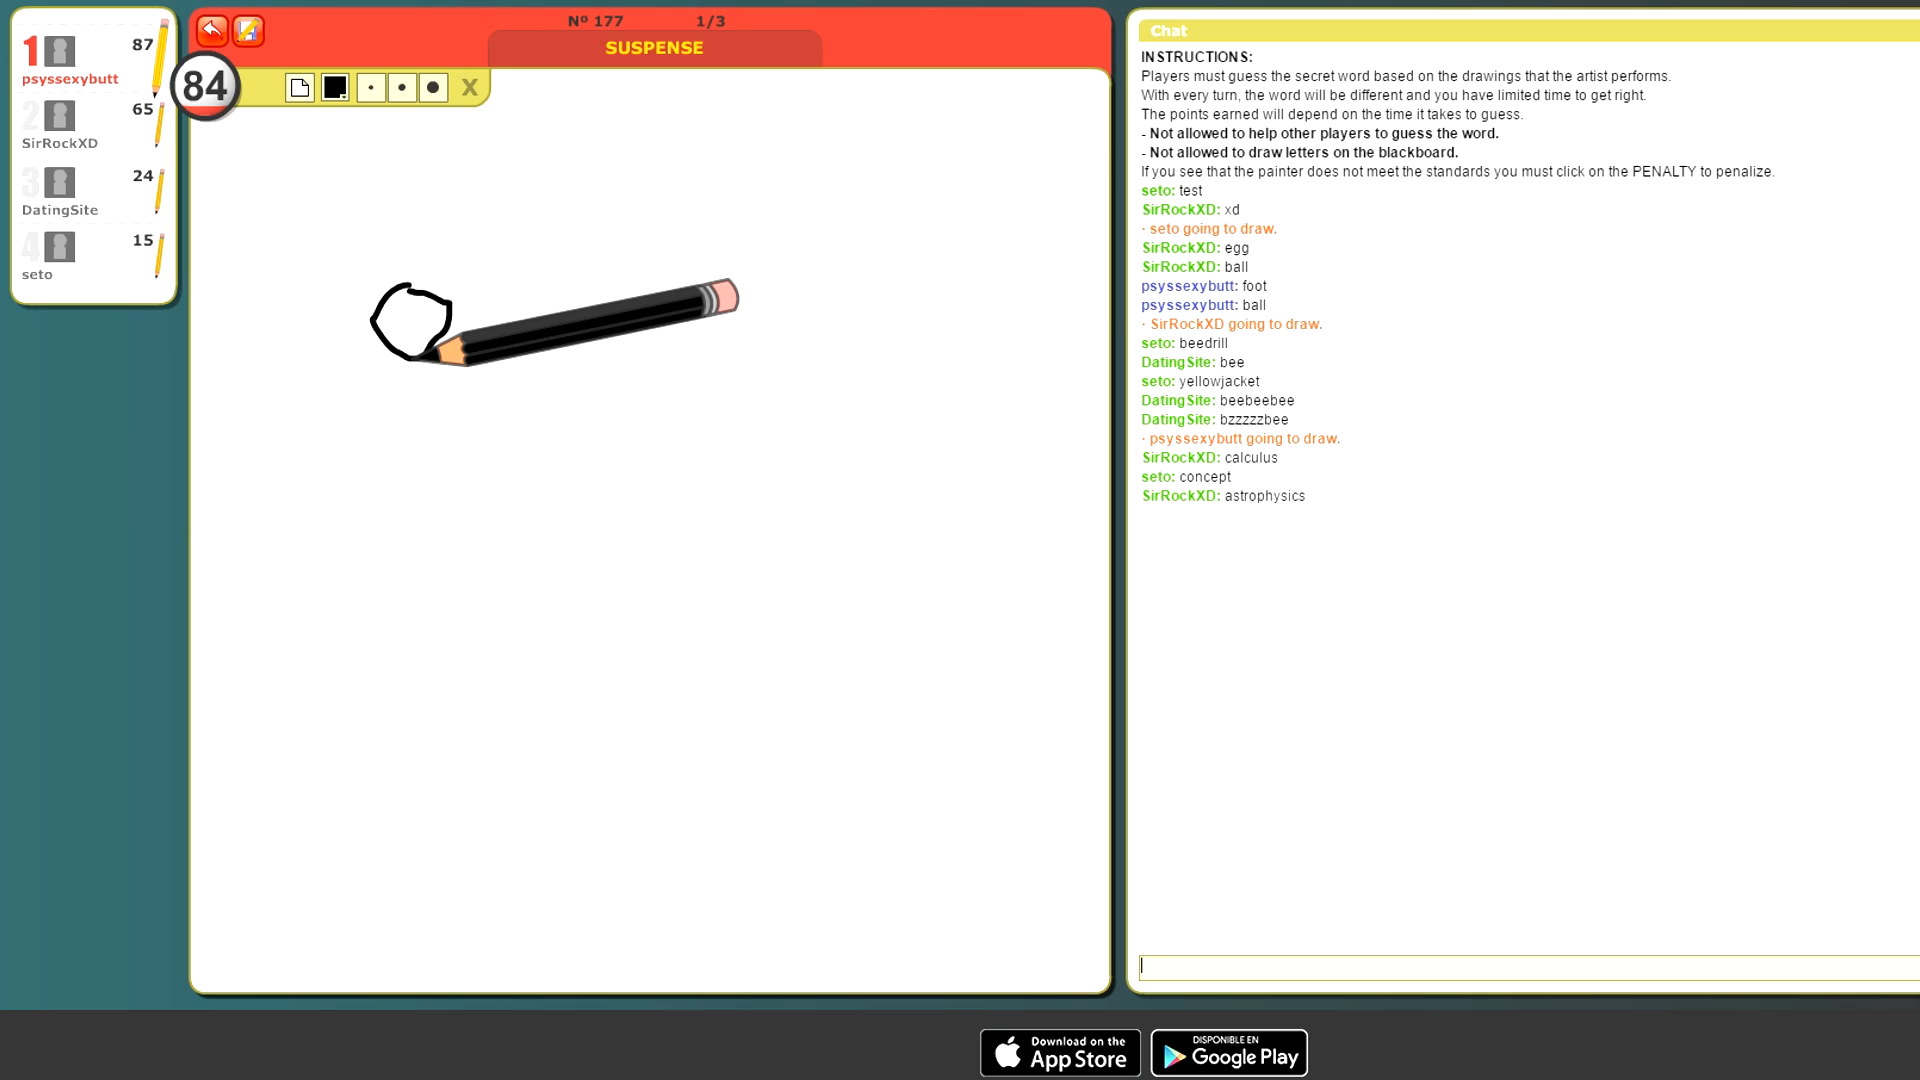 1
87
psyssexybutt
2
65
SirRockXD
3
24
DatingSite
4
15
seto
84
Nº 177
1/3
SUSPENSE
X
Chat
INSTRUCTIONS:
Players must guess the secret word based on the drawings that the artist performs.
With every turn, the word will be different and you have limited time to get right.
The points earned will depend on the time it takes to guess.
- Not allowed to help other players to guess the word.
- Not allowed to draw letters on the blackboard.
If you see that the painter does not meet the standards you must click on the PENALTY to penalize.
seto: test
SirRockXD: xd
· seto going to draw.
SirRockXD: egg
SirRockXD: ball
psyssexybutt: foot
psyssexybutt: ball
· SirRockXD going to draw.
seto: beedrill
DatingSite: bee
seto: yellowjacket
DatingSite: beebeebee
DatingSite: bzzzzzbee
· psyssexybutt going to draw.
SirRockXD: calculus
seto: concept
SirRockXD: astrophysics
Download on the
App Store
DISPONIBLE EN
Google Play